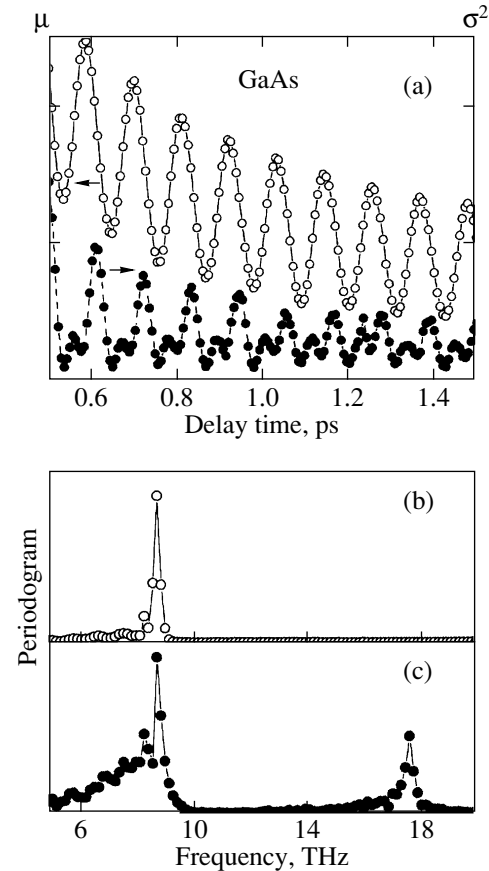 μ σ²
GaAs (a)
0.6 0.8 1.0 1.2 1.4
Delay time, ps
(b)
Periodogram
(c)
6 10 14 18
Frequency, THz